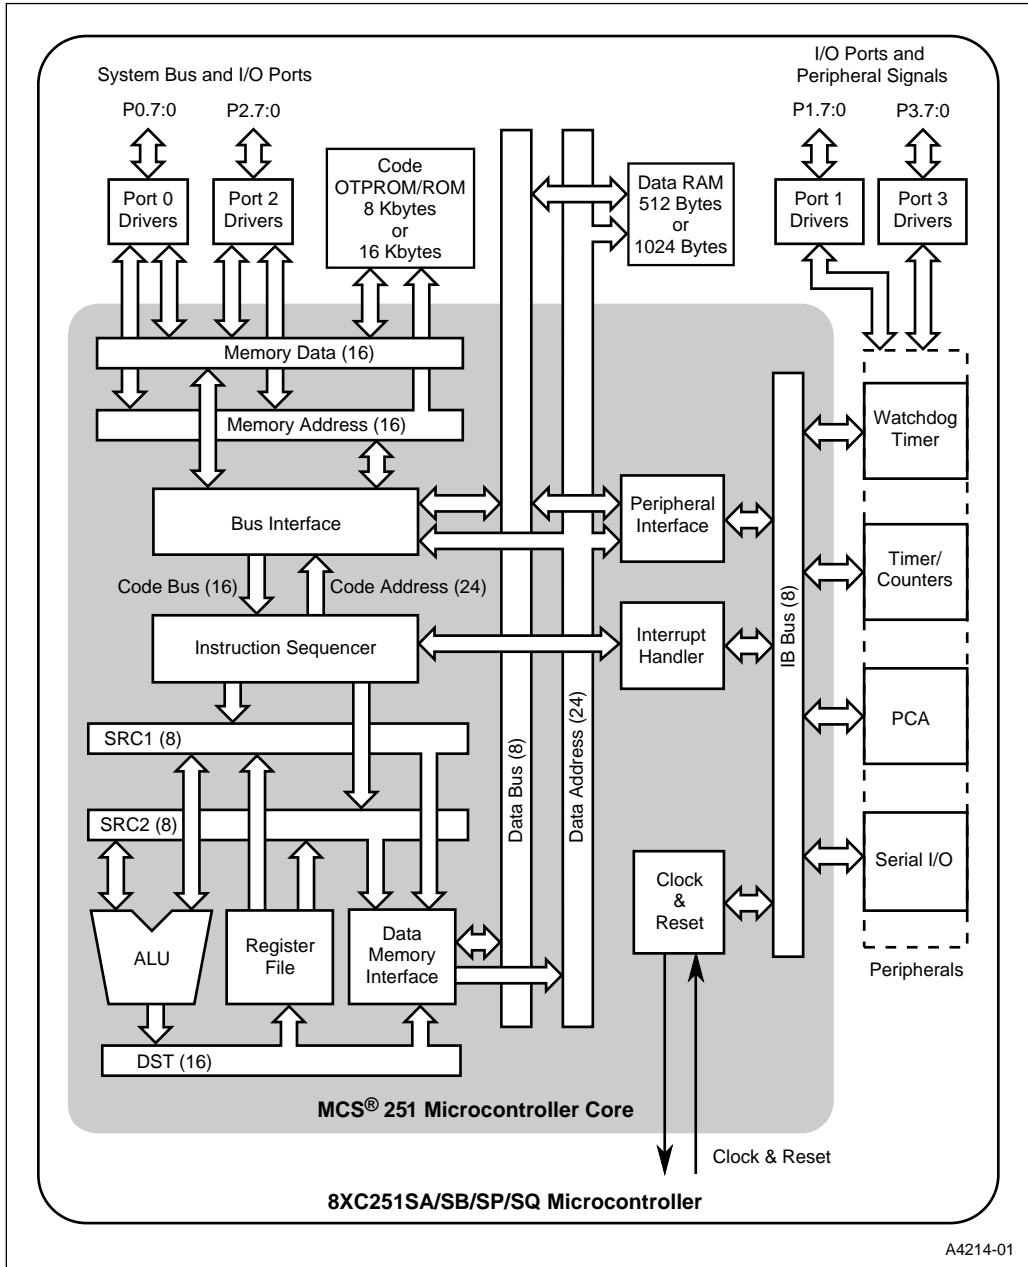 System Bus and I/O Ports
I/O Ports and
Peripheral Signals
P0.7:0
P2.7:0
P1.7:0
P3.7:0
Port 0
Drivers
Port 2
Drivers
Code
OTPROM/ROM
8 Kbytes
or
16 Kbytes
Data RAM
512 Bytes
or
1024 Bytes
Port 1
Drivers
Port 3
Drivers
Memory Data (16)
Memory Address (16)
Bus Interface
Code Bus (16)
Code Address (24)
Instruction Sequencer
SRC1 (8)
SRC2 (8)
ALU
Register
File
Data
Memory
Interface
DST (16)
Data Bus (8)
Data Address (24)
Peripheral
Interface
Interrupt
Handler
Clock
&
Reset
IB Bus (8)
Watchdog
Timer
Timer/
Counters
PCA
Serial I/O
Peripherals
MCS® 251 Microcontroller Core
Clock & Reset
8XC251SA/SB/SP/SQ Microcontroller
A4214-01